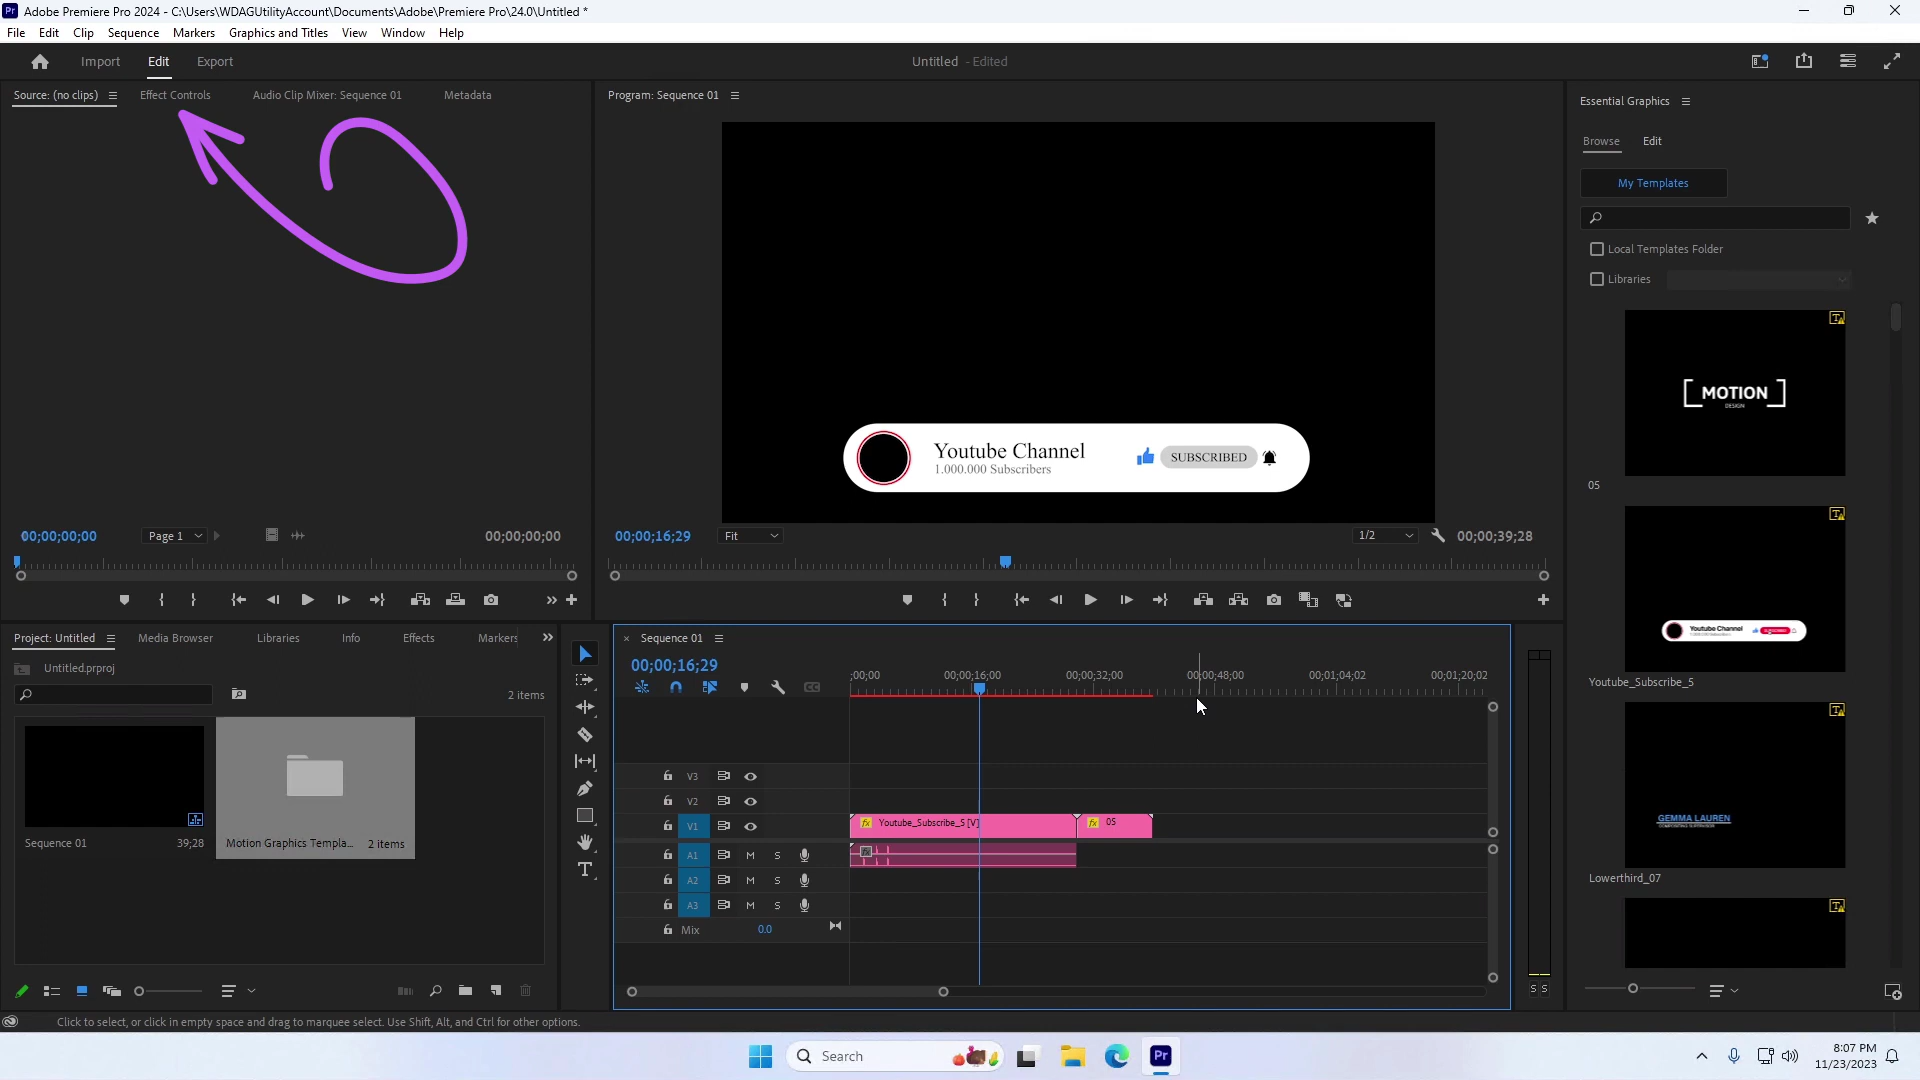 Adobe Premiere Pro 2024 - C:\Users\WDAGUtilityAccount\Documents\Adobe\Premiere Pro\24.0\Untitled *
File Edit Clip Sequence Markers Graphics and Titles View Window Help
Import Edit Export
Untitled - Edited
Source: (no clips) Effect Controls Audio Clip Mixer: Sequence 01 Metadata
Program: Sequence 01
Essential Graphics
Browse Edit
My Templates
Local Templates Folder
Libraries
MOTION
DESIGN
05
Youtube Channel
1.000.000 Subscribers
SUBSCRIBED
00;00;00;00 Page 1 00;00;00;00
00;00;16;29 Fit 1/2 00;00;39;28
Youtube Channel
Youtube_Subscribe_5
GEMMA LAUREN
Lowerthird_07
Project: Untitled Media Browser Libraries Info Effects Markers
Untitled.prproj
2 items
Sequence 01 39;28
Motion Graphics Templa... 2 items
Sequence 01
00;00;16;29
;00;00 00;00;16;00 00;00;32;00 00;00;48;00 00;01;04;02 00;01;20;02
V3
V2
V1 fx Youtube_Subscribe_5 [V] fx 05
A1 M S
A2 M S
A3 M S
Mix 0.0
S S
Click to select, or click in empty space and drag to marquee select. Use Shift, Alt, and Ctrl for other options.
Search
8:07 PM
11/23/2023